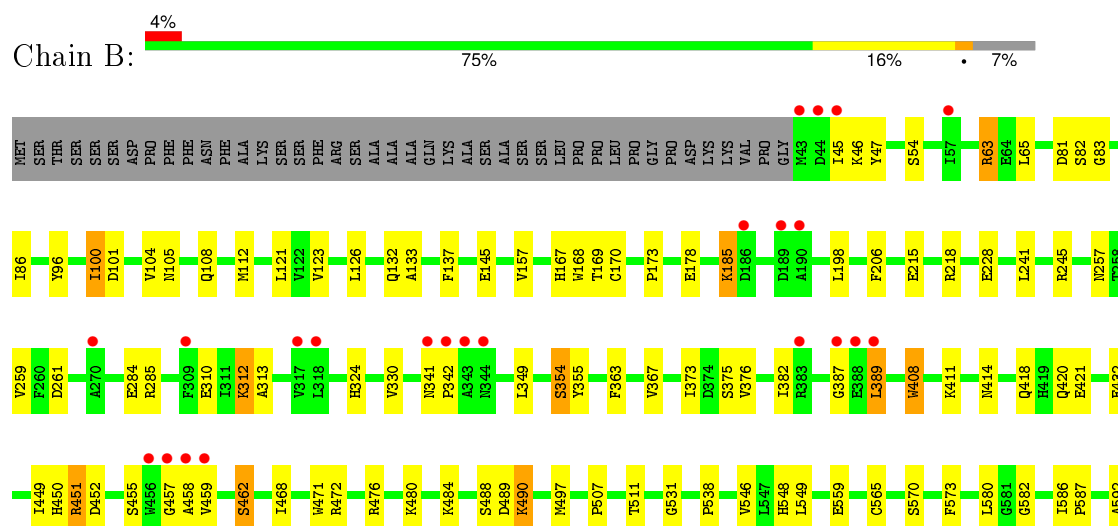 4%
Chain B:
75% 16% • 7%
MET SER THR SER SER SER ASP PRO PHE PHE ASN PHE ALA LYS SER SER PHE ARG SER ALA ALA ALA GLN LYS ALA SER ALA ALA SER SER LEU PRO PRO LEU PRO GLY PRO ASP LYS LYS VAL PRO GLY M43 D44 I45 K46 Y47 S54 I57 R63 E64 L65 D81 S82 G83
I86 Y96 I100 D101 V104 N105 Q108 M112 L121 S122 V123 L126 Q132 A133 F137 E145 V157 H167 W168 T169 C170 P173 E178 K185 D186 D189 A190 L198 F206 E215 R218 E228 L241 R245 N257 T258
V259 F260 D261 A270 E284 R285 F309 E310 I311 K312 A313 V317 L318 H324 V330 N341 P342 A343 N344 L349 S354 Y355 F363 V367 I373 D374 S375 V376 I382 R383 G387 E388 L389 W408 K411 N414 Q418 H419 Q420 E421
I449 H450 R451 D452 S455 W456 G457 A458 V459 S462 I468 W471 R472 R476 K480 K484 S488 D489 K490 M497 P507 T511 G531 P538 V546 L547 H548 L549 E559 C565 S570 F573 L580 G581 G582 I586 P587